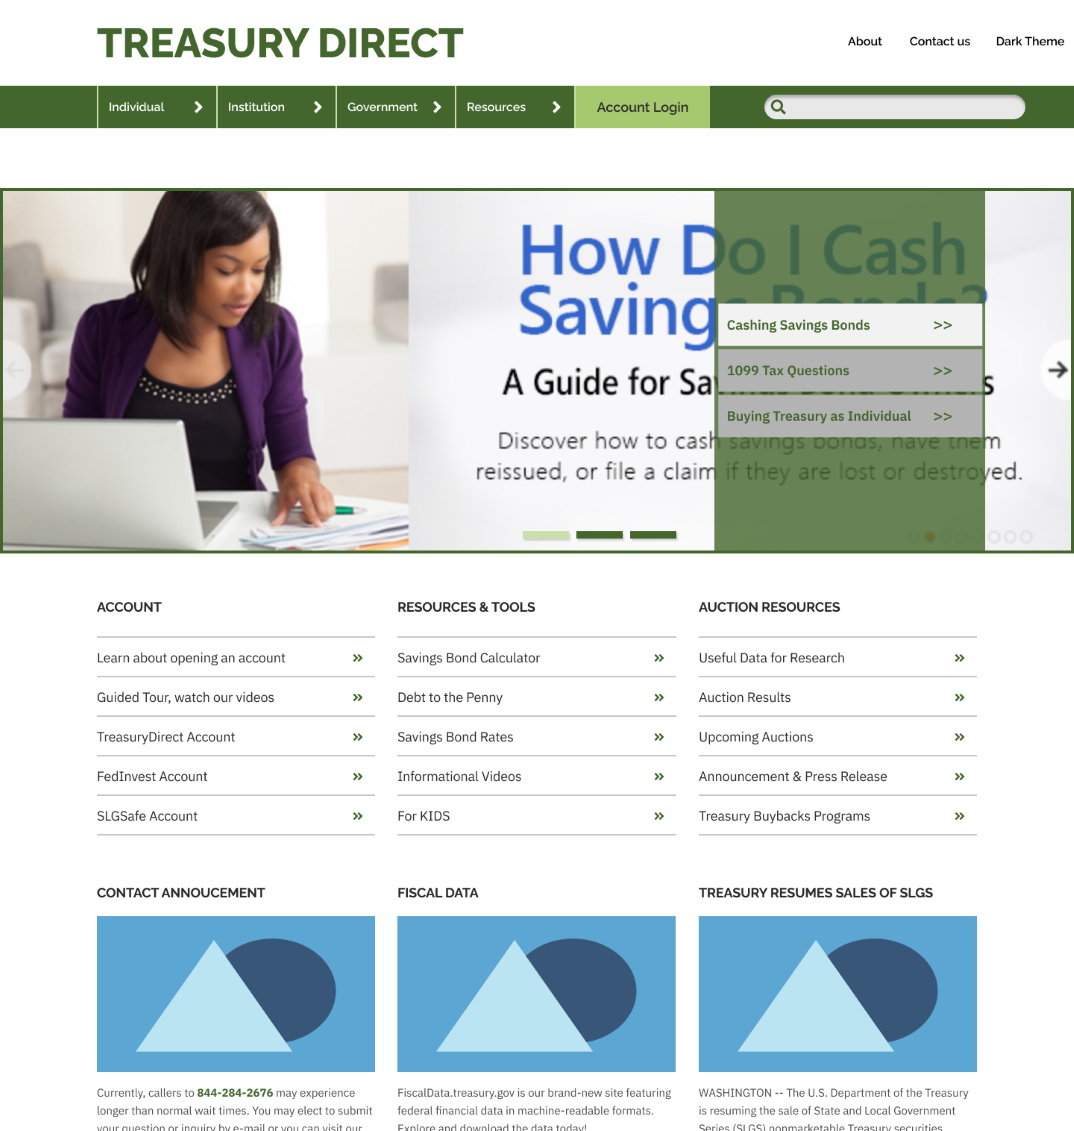 TREASURY DIRECT
About
Contact us
Dark Theme
Individual
Institution
Government
Resources
Account Login
How Do I Cash
Savings Bonds?
A Guide for Savings Bond Owners
Discover how to cash savings bonds, have them
reissued, or file a claim if they are lost or destroyed.
Cashing Savings Bonds >>
1099 Tax Questions >>
Buying Treasury as Individual >>
ACCOUNT
Learn about opening an account
Guided Tour, watch our videos
TreasuryDirect Account
FedInvest Account
SLGSafe Account
RESOURCES & TOOLS
Savings Bond Calculator
Debt to the Penny
Savings Bond Rates
Informational Videos
For KIDS
AUCTION RESOURCES
Useful Data for Research
Auction Results
Upcoming Auctions
Announcement & Press Release
Treasury Buybacks Programs
CONTACT ANNOUCEMENT
Currently, callers to 844-284-2676 may experience
longer than normal wait times. You may elect to submit
your question or inquiry by e-mail or you can visit our
FISCAL DATA
FiscalData.treasury.gov is our brand-new site featuring
federal financial data in machine-readable formats.
Explore and download the data today!
TREASURY RESUMES SALES OF SLGS
WASHINGTON -- The U.S. Department of the Treasury
is resuming the sale of State and Local Government
Series (SLGS) nonmarketable Treasury securities